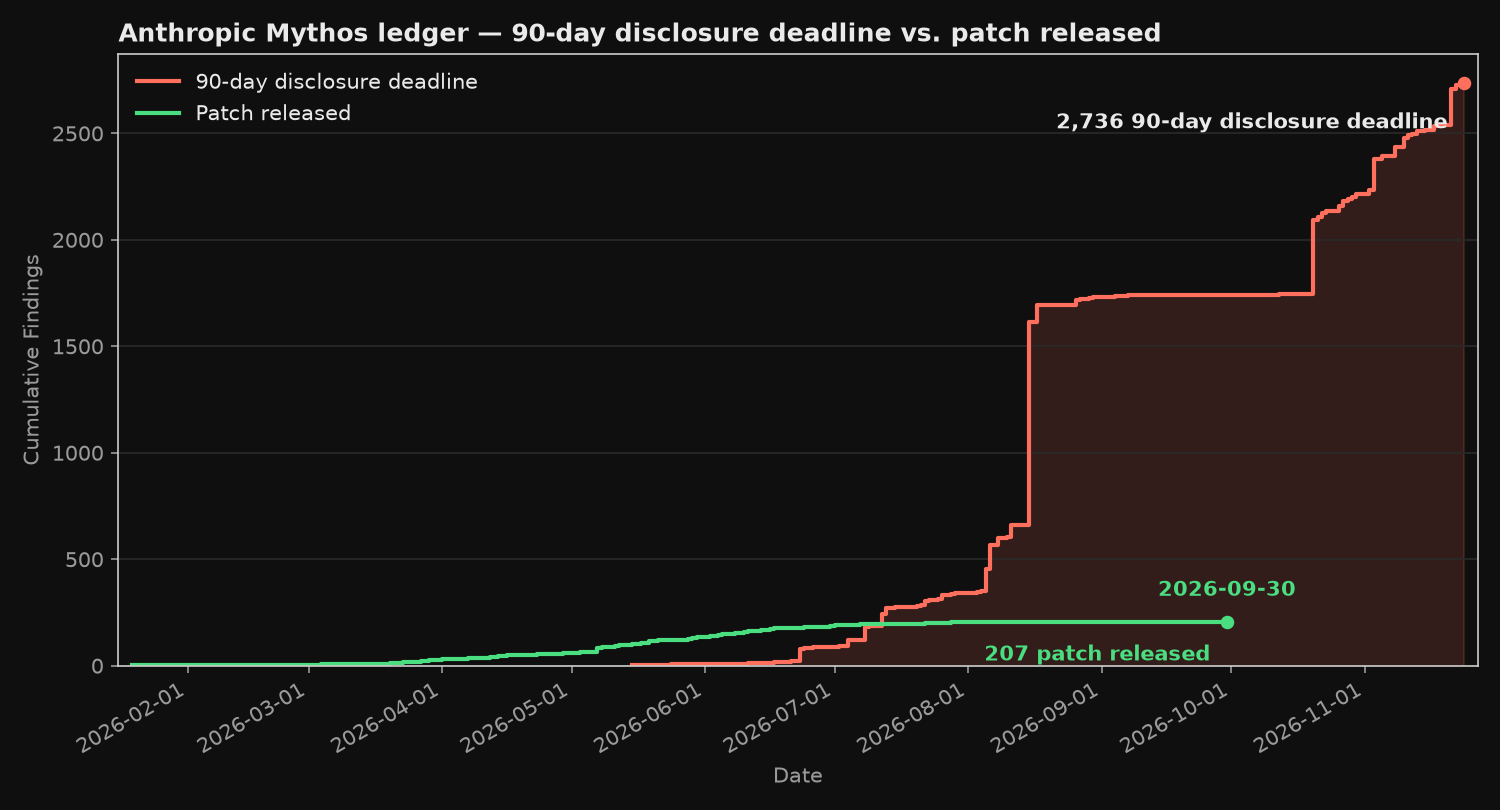 Anthropic Mythos ledger — 90-day disclosure deadline vs. patch released
90-day disclosure deadline
Patch released
2,736 90-day disclosure deadline
2026-09-30
207 patch released
Cumulative Findings
2500
2000
1500
1000
500
0
2026-02-01
2026-03-01
2026-04-01
2026-05-01
2026-06-01
2026-07-01
2026-08-01
2026-09-01
2026-10-01
2026-11-01
Date